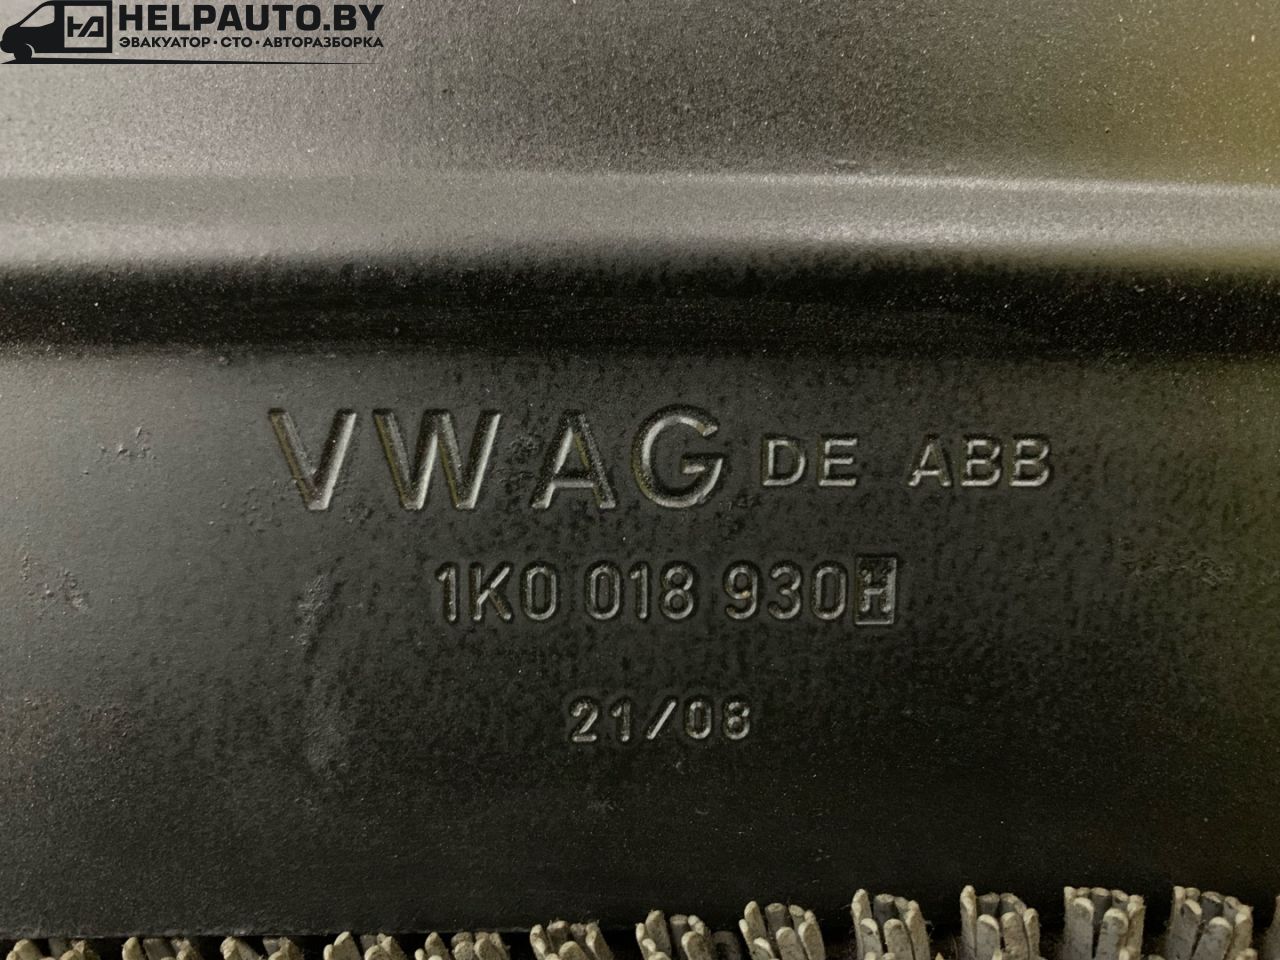 HELPAUTO.BY
ЭВАКУАТОР·СТО·АВТОРАЗБОРКА
VWAG DE ABB
1K0 018 930H
21/08